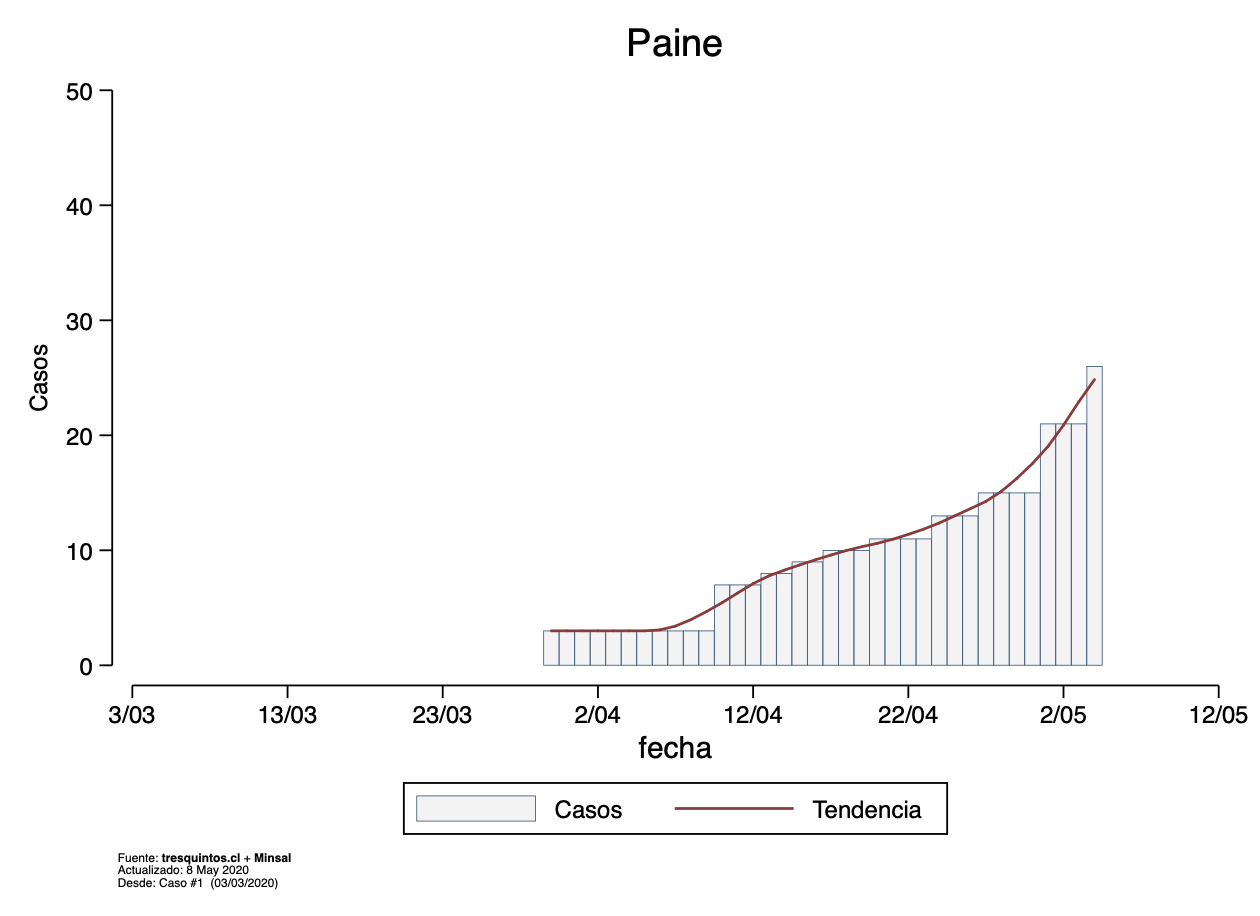 Paine
50
40
30
20
10
0
Casos
3/03 13/03 23/03 2/04 12/04 22/04 2/05 12/05
fecha
Casos Tendencia
Fuente: tresquintos.cl + Minsal
Actualizado: 8 May 2020
Desde: Caso #1 (03/03/2020)